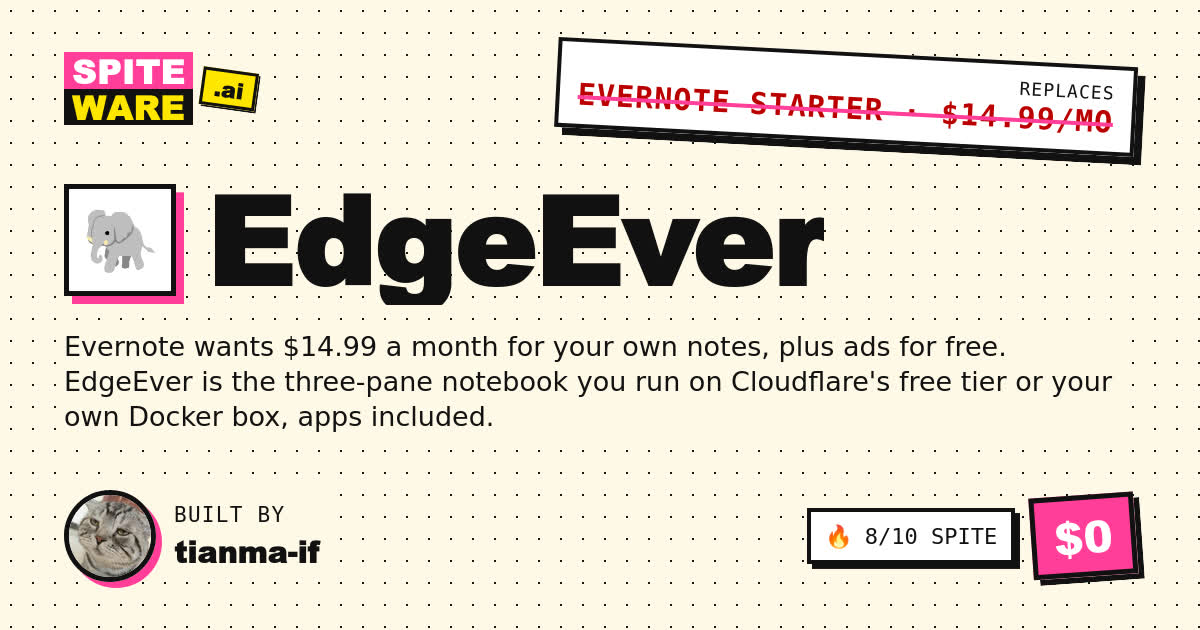 SPITE
WARE
.ai
REPLACES
EVERNOTE STARTER · $14.99/MO
EdgeEver
Evernote wants $14.99 a month for your own notes, plus ads for free.
EdgeEver is the three-pane notebook you run on Cloudflare's free tier or your
own Docker box, apps included.
BUILT BY
tianma-if
8/10 SPITE
$0